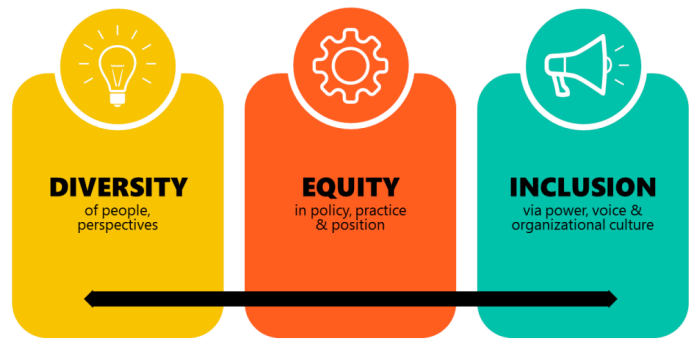 DIVERSITY
of people,
perspectives
EQUITY
in policy, practice
& position
INCLUSION
via power, voice &
organizational culture